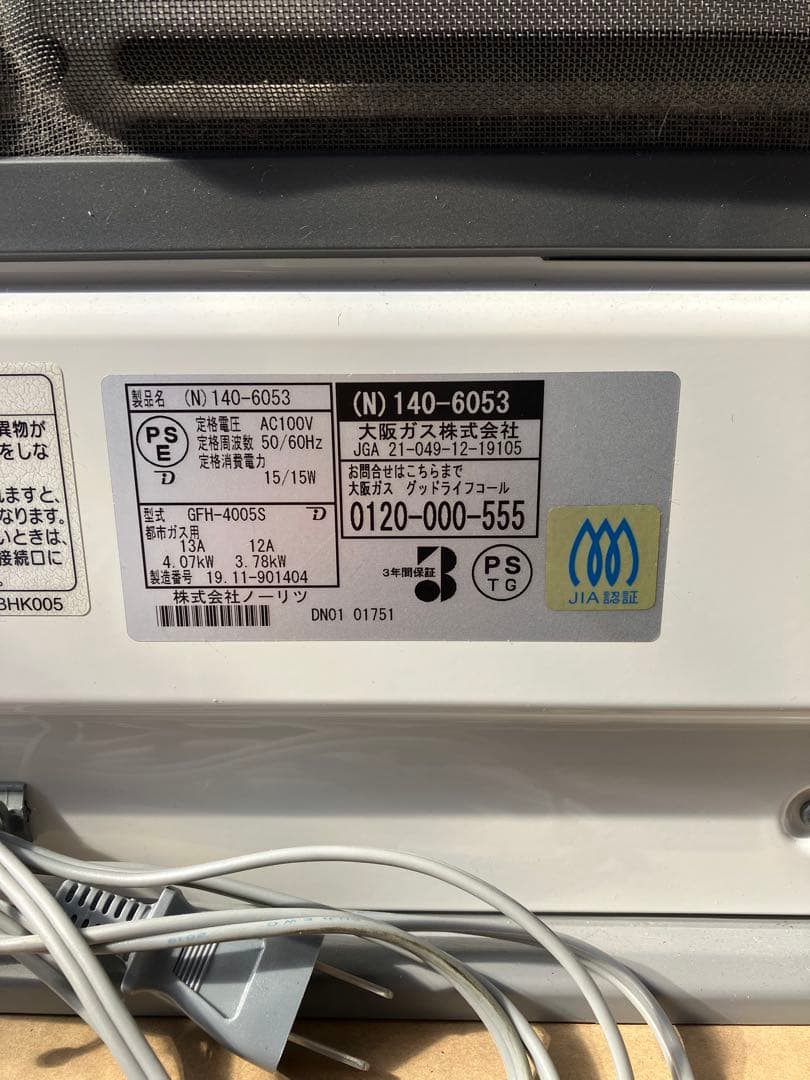 異物が
をしな
ますと、
なります。
いときは、
接続口に
BHK005
製品名 (N) 140-6053
PS
E
定格電圧 AC100V
定格周波数 50/60Hz
定格消費電力
15/15W
型式 GFH-4005S
都市ガス用
13A 12A
4.07kW 3.78kW
製造番号 19.11-901404
株式会社ノーリツ
DN01 01751
(N) 140-6053
大阪ガス株式会社
JGA 21-049-12-19105
お問合せはこちらまで
大阪ガス グッドライフコール
0120-000-555
3年間保証
3
PS
TG
JIA 認証